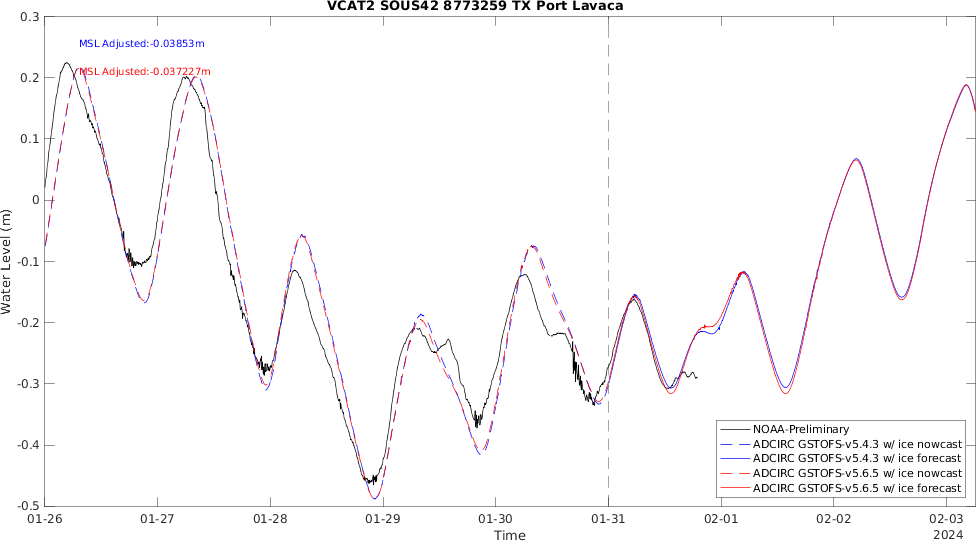 VCAT2 SOUS42 8773259 TX Port Lavaca
MSL Adjusted:-0.03853m
MSL Adjusted:-0.037227m
Water Level (m)
0.3
0.2
0.1
0
-0.1
-0.2
-0.3
-0.4
-0.5
NOAA-Preliminary
ADCIRC GSTOFS-v5.4.3 w/ ice nowcast
ADCIRC GSTOFS-v5.4.3 w/ ice forecast
ADCIRC GSTOFS-v5.6.5 w/ ice nowcast
ADCIRC GSTOFS-v5.6.5 w/ ice forecast
01-26 01-27 01-28 01-29 01-30 01-31 02-01 02-02 02-03
Time
2024